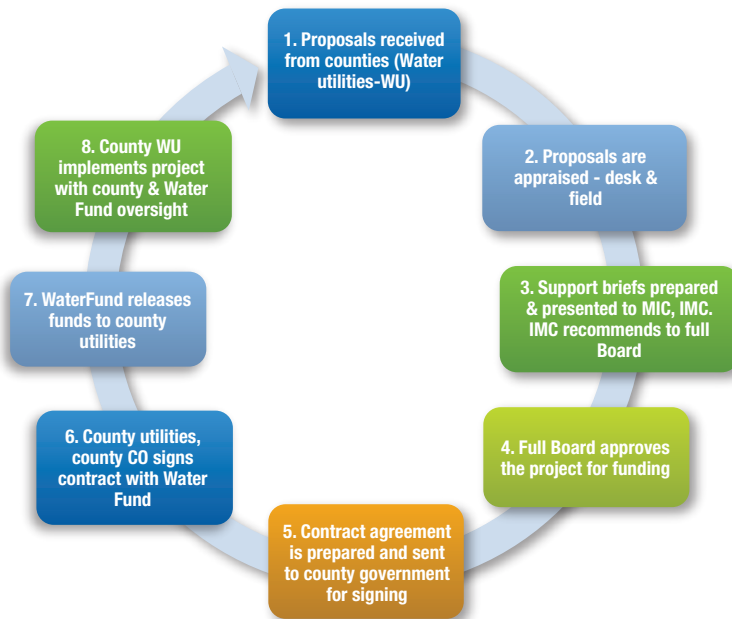 1. Proposals received
from counties (Water
utilities-WU)
2. Proposals are
appraised - desk &
field
3. Support briefs prepared
& presented to MIC, IMC.
IMC recommends to full
Board
4. Full Board approves
the project for funding
5. Contract agreement
is prepared and sent
to county government
for signing
6. County utilities,
county CO signs
contract with Water
Fund
7. WaterFund releases
funds to county
utilities
8. County WU
implements project
with county & Water
Fund oversight